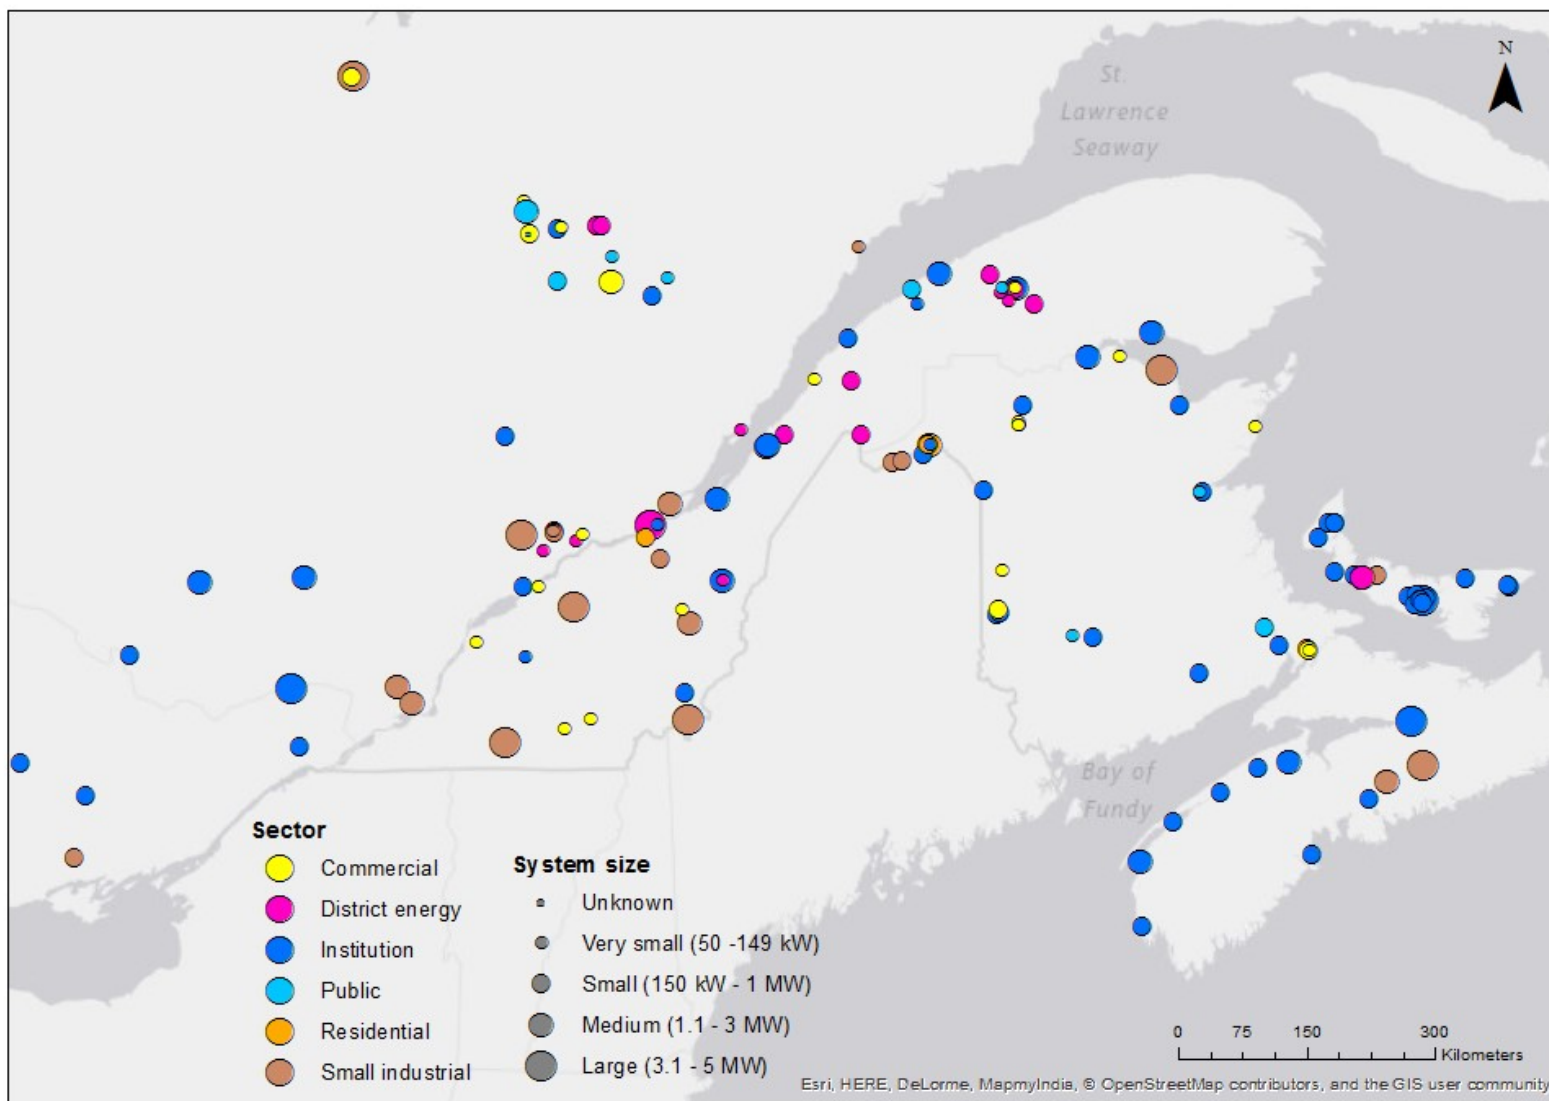 N
St.
Lawrence
Seaway
Bay of
Fundy
Sector
Commercial
District energy
Institution
Public
Residential
Small industrial
System size
Unknown
Very small (50 -149 kW)
Small (150 kW - 1 MW)
Medium (1.1 - 3 MW)
Large (3.1 - 5 MW)
0 75 150 300
Kilometers
Esri, HERE, DeLorme, MapmyIndia, © OpenStreetMap contributors, and the GIS user community